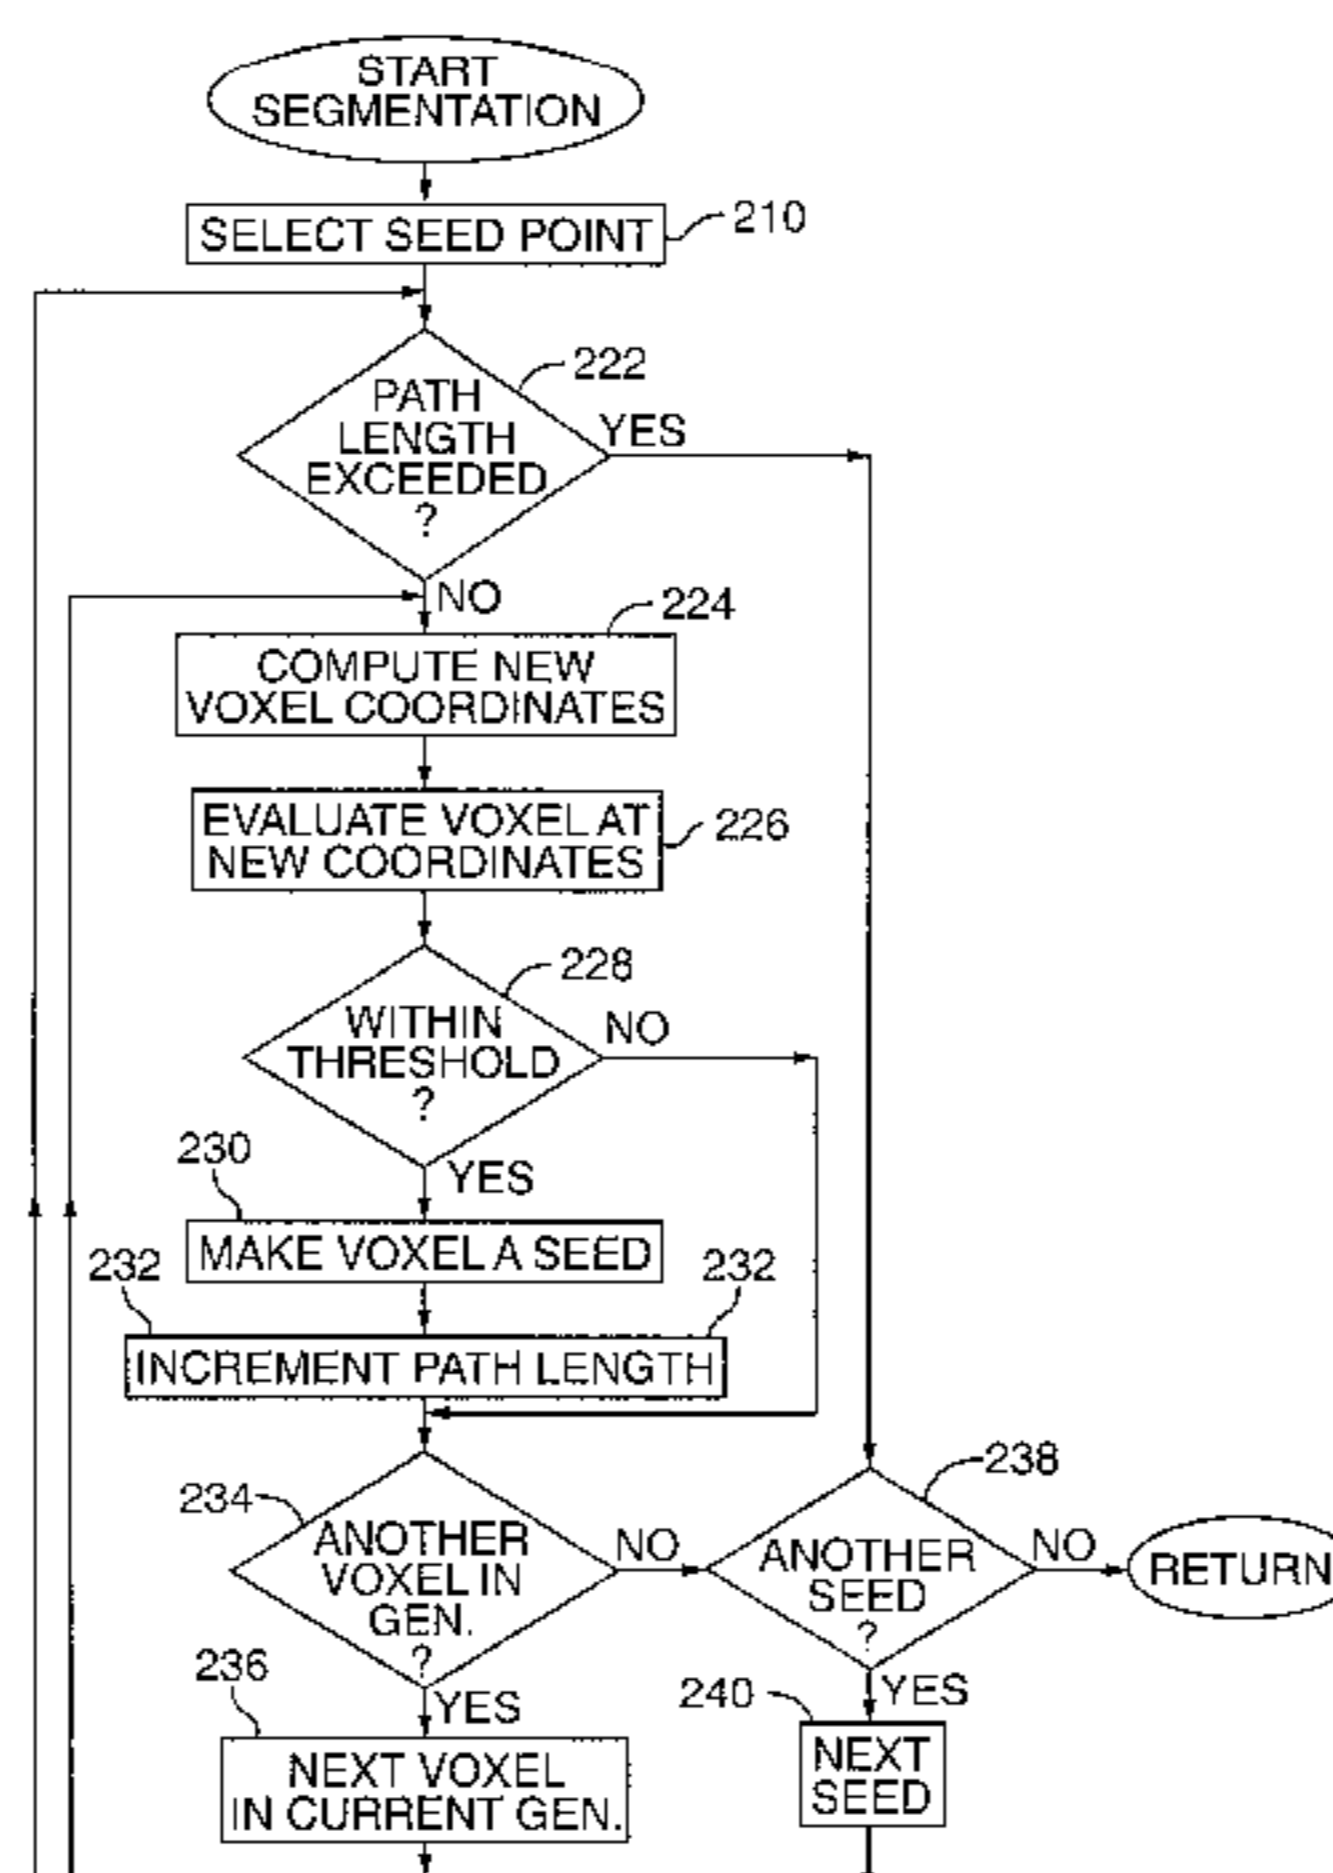 START
SEGMENTATION
SELECT SEED POINT
210
222
PATH
LENGTH
EXCEEDED
?
YES
NO
224
COMPUTE NEW
VOXEL COORDINATES
EVALUATE VOXEL AT
NEW COORDINATES
226
228
WITHIN
THRESHOLD
?
NO
YES
230
MAKE VOXEL A SEED
232
232
INCREMENT PATH LENGTH
234
ANOTHER
VOXEL IN
GEN.
?
NO
YES
238
ANOTHER
SEED
?
NO
RETURN
YES
236
NEXT VOXEL
IN CURRENT GEN.
240
NEXT
SEED